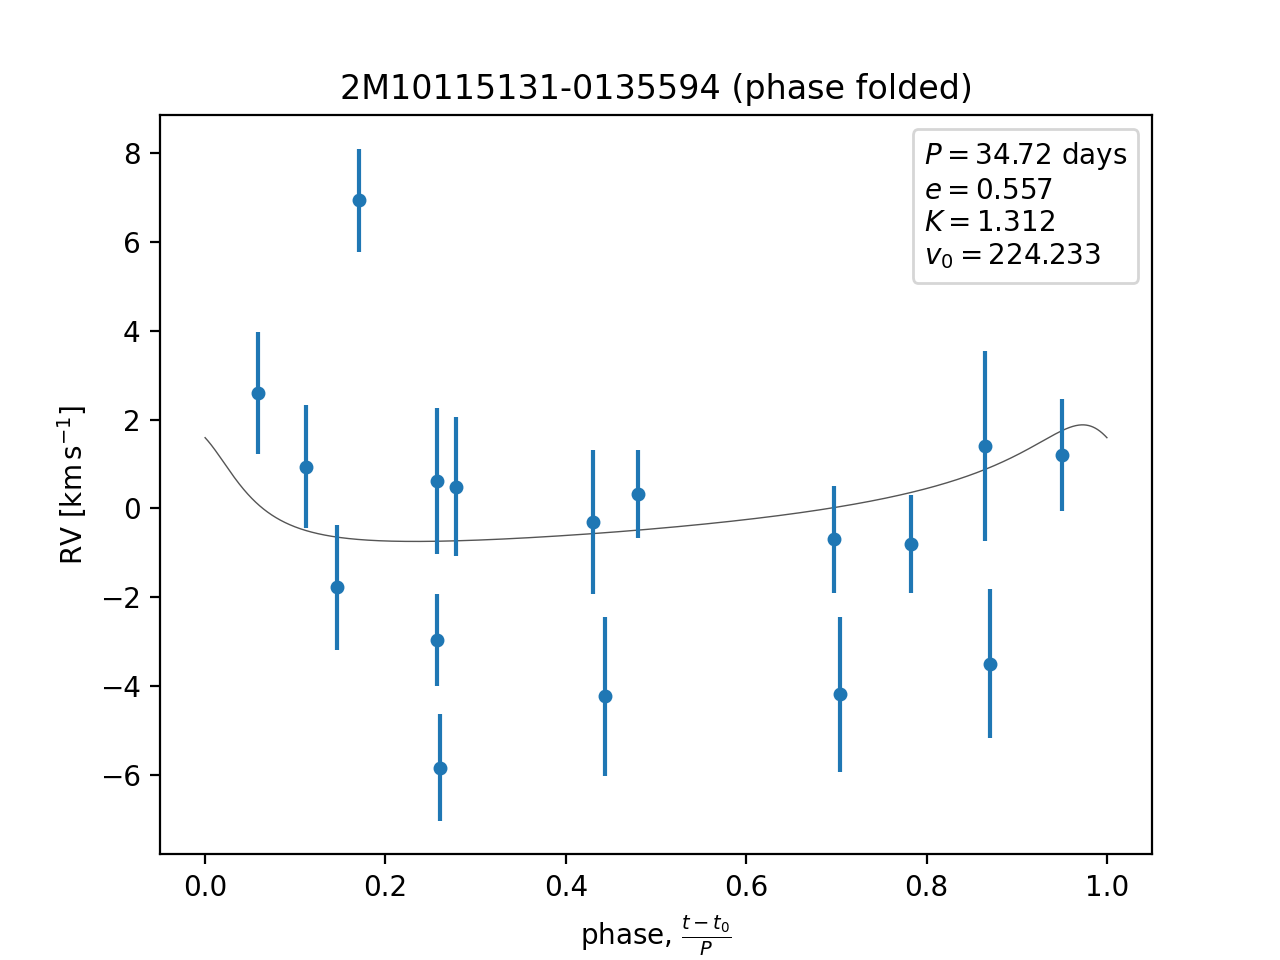 2M10115131-0135594 (phase folded)
P = 34.72 days
e = 0.557
K = 1.312
v₀ = 224.233
8
6
4
2
0
−2
−4
−6
RV [km s⁻¹]
0.0 0.2 0.4 0.6 0.8 1.0
phase, (t − t₀)/P